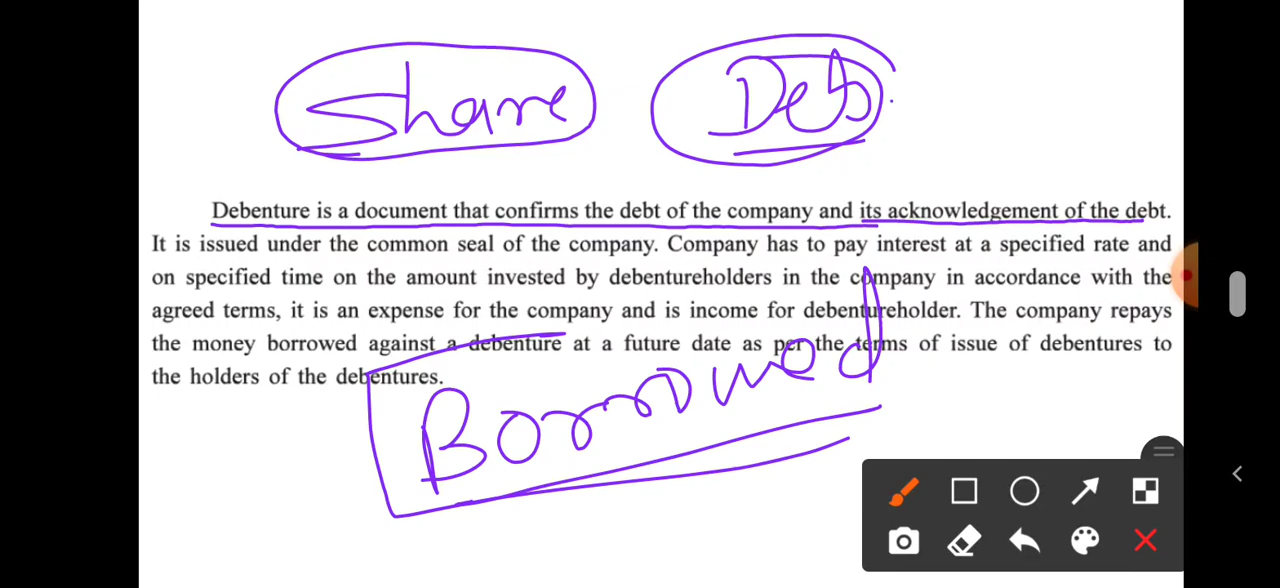 Share Deb.
Debenture is a document that confirms the debt of the company and its acknowledgement of the debt.
It is issued under the common seal of the company. Company has to pay interest at a specified rate and
on specified time on the amount invested by debentureholders in the company in accordance with the
agreed terms, it is an expense for the company and is income for debentureholder. The company repays
the money borrowed against a debenture at a future date as per the terms of issue of debentures to
the holders of the debentures.
Borrowed